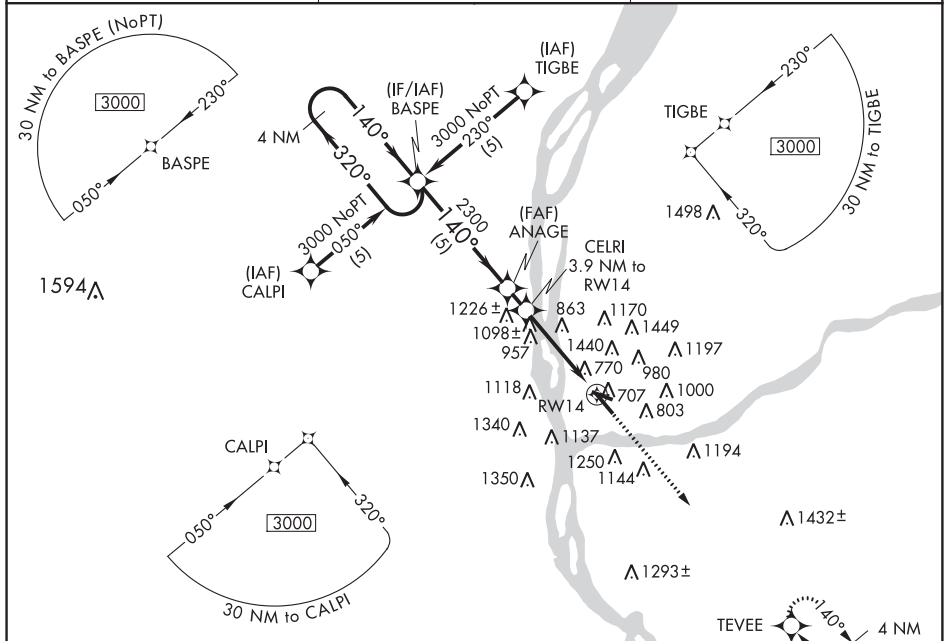 30 NM to BASPE (NoPT)
3000
230°
050°
BASPE
(IAF)
TIGBE
(IF/IAF)
BASPE
4 NM
140°
320°
3000 NoPT
230°
(5)
3000 NoPT
050°
(5)
(IAF)
CALPI
2300
140°
(5)
(FAF)
ANAGE
CELRI
3.9 NM to
RW14
TIGBE
230°
3000
320°
30 NM to TIGBE
1498
1594
1226±
863
1170
1098±
1449
957
1440
1197
770
980
1118
RW14
707
1000
803
1340
1137
1250
1194
1144
1350
1432±
1293±
CALPI
050°
3000
320°
30 NM to CALPI
TEVEE
140°
4 NM